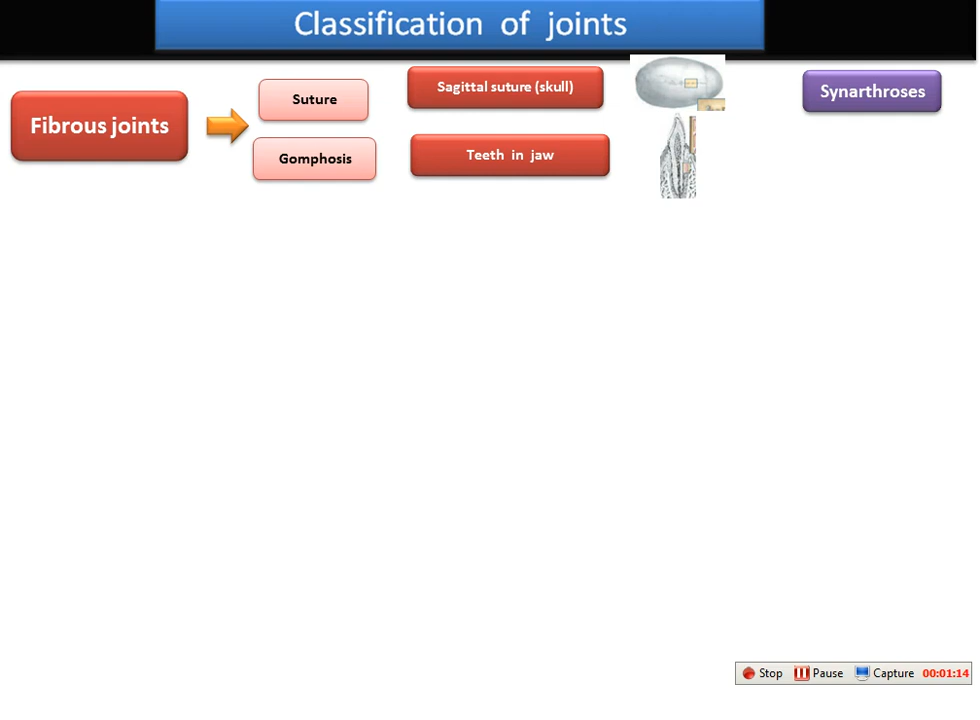 Classification of joints
Fibrous joints
Suture
Sagittal suture (skull)
Synarthroses
Gomphosis
Teeth in jaw
Stop Pause Capture 00:01:14